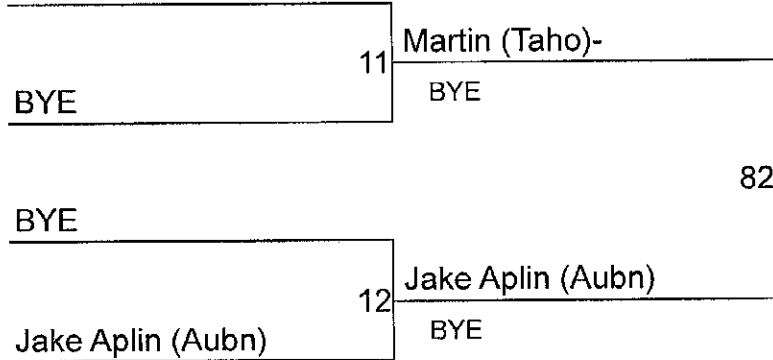 Martin (Taho)-
11
BYE
BYE
82
BYE
Jake Aplin (Aubn)
12
BYE
Jake Aplin (Aubn)